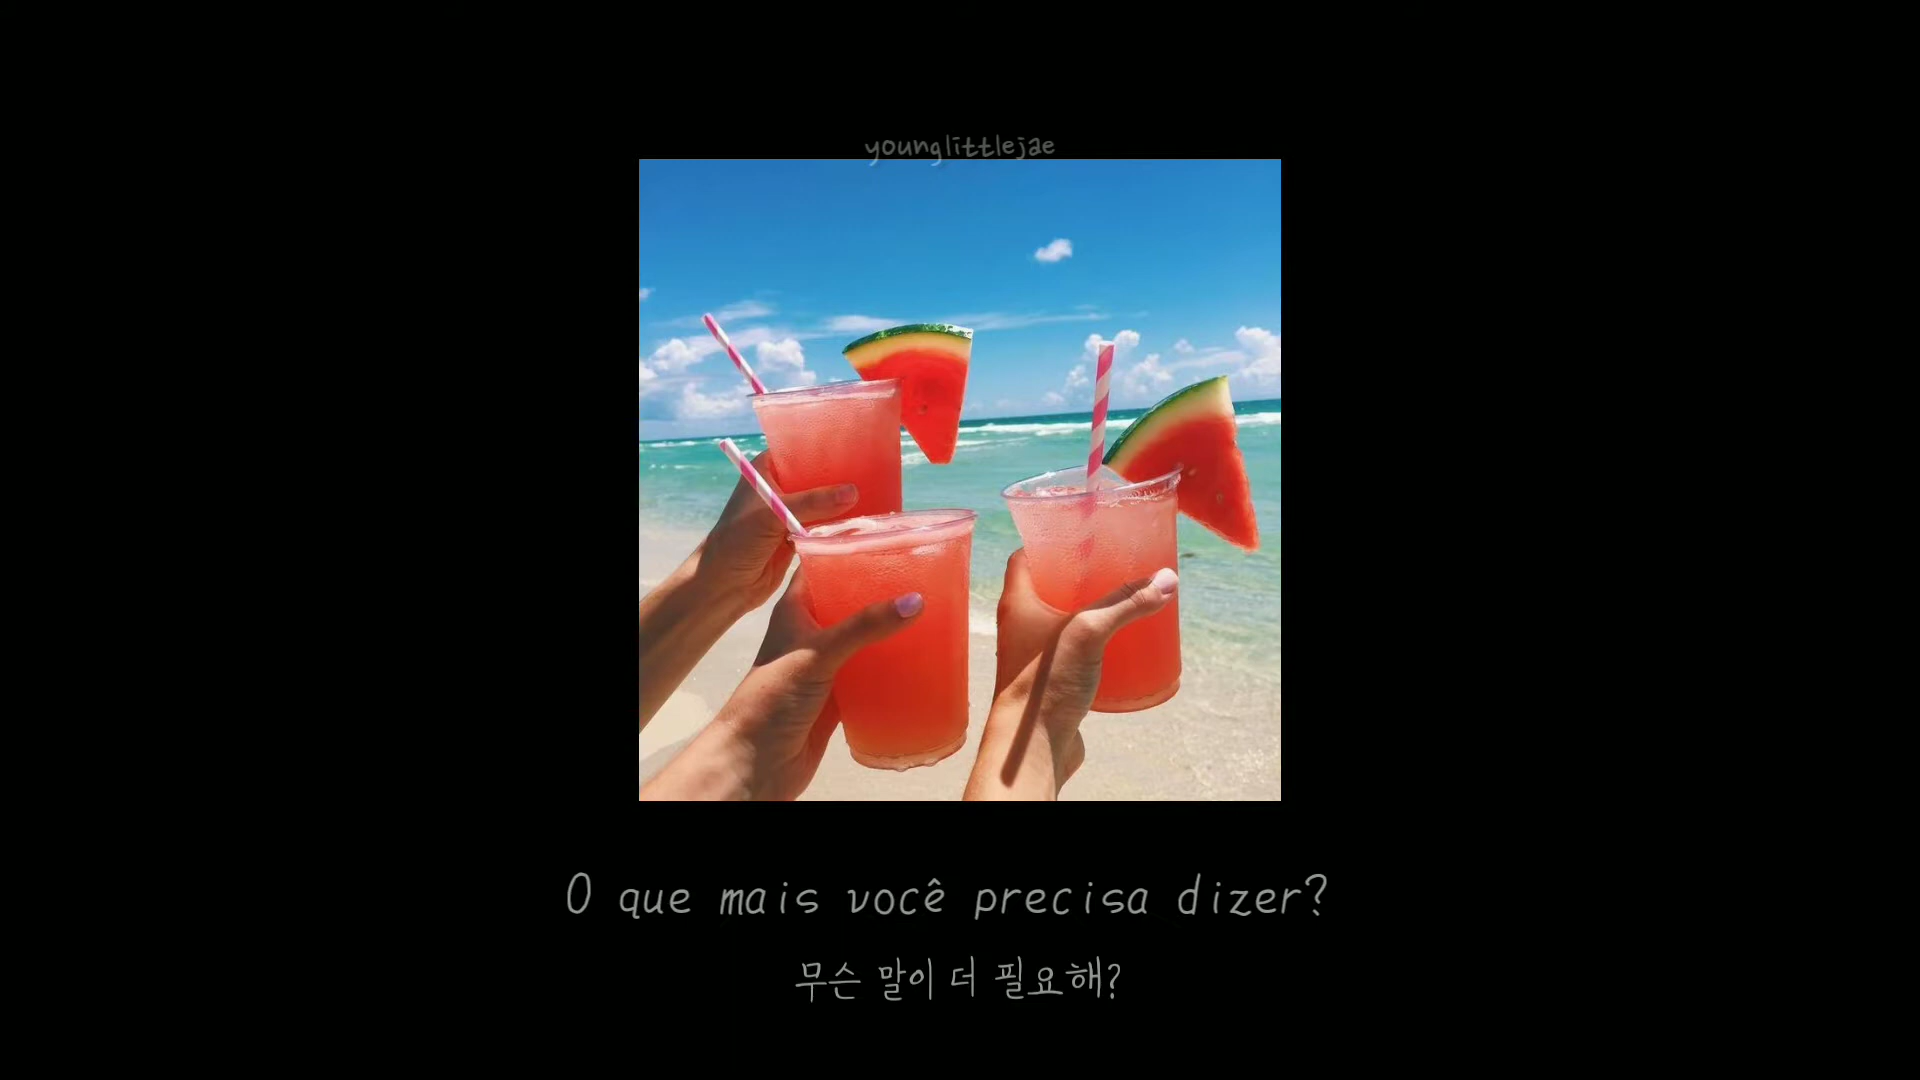 younglittlejae
O que mais você precisa dizer?
무슨 말이 더 필요해?